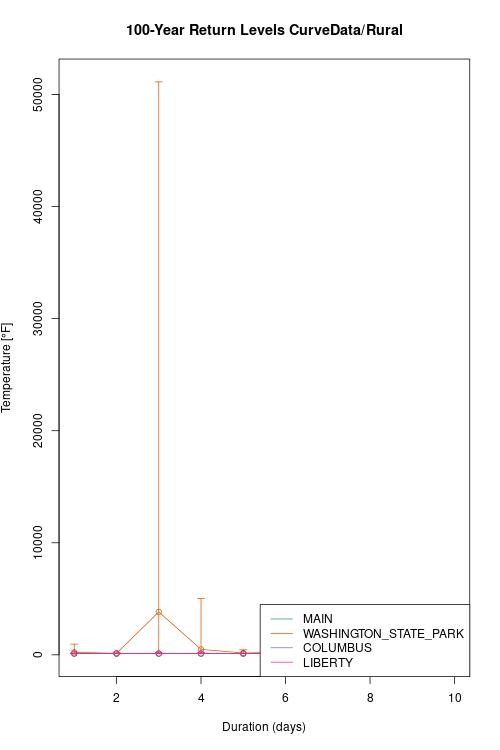 100-Year Return Levels CurveData/Rural
Temperature [°F]
50000
40000
30000
20000
10000
0
MAIN
WASHINGTON_STATE_PARK
COLUMBUS
LIBERTY
2 4 6 8 10
Duration (days)